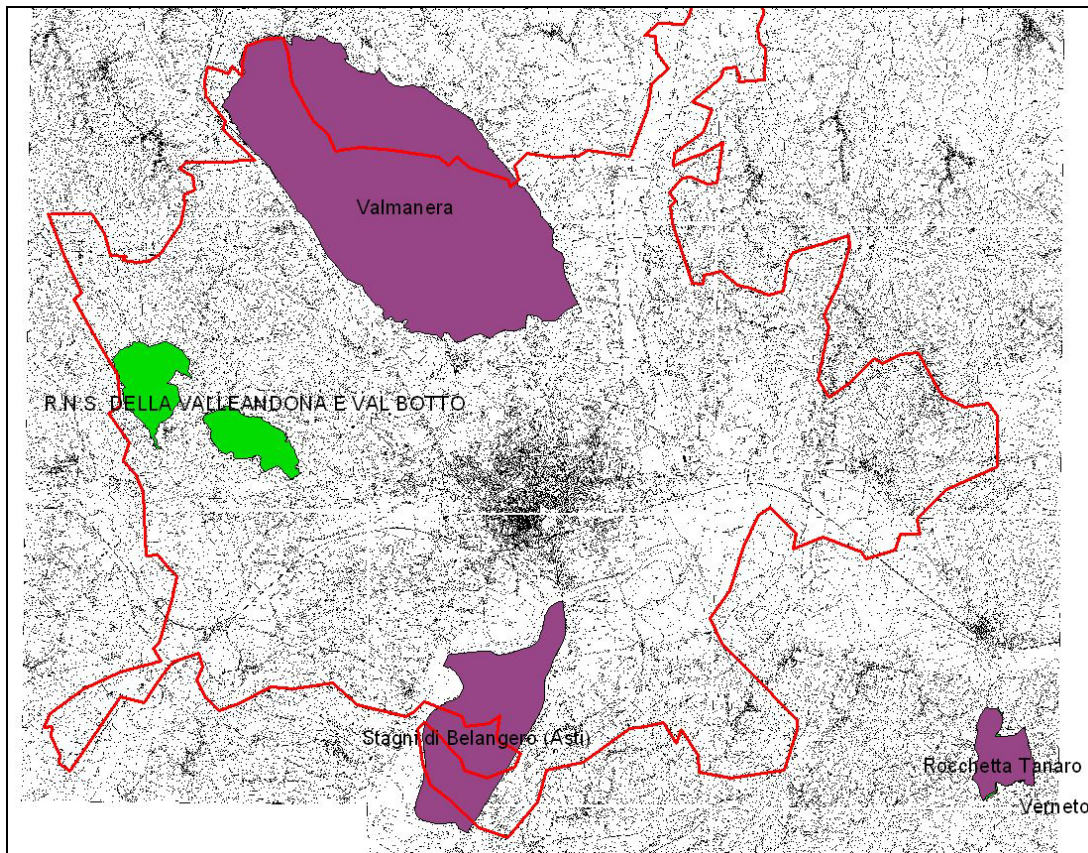 Valmanera
R.N.S. DELLA VALLEANDONA E VAL BOTTO
Stagni di Belangero (Asti)
Rocchetta Tanaro
Verneto